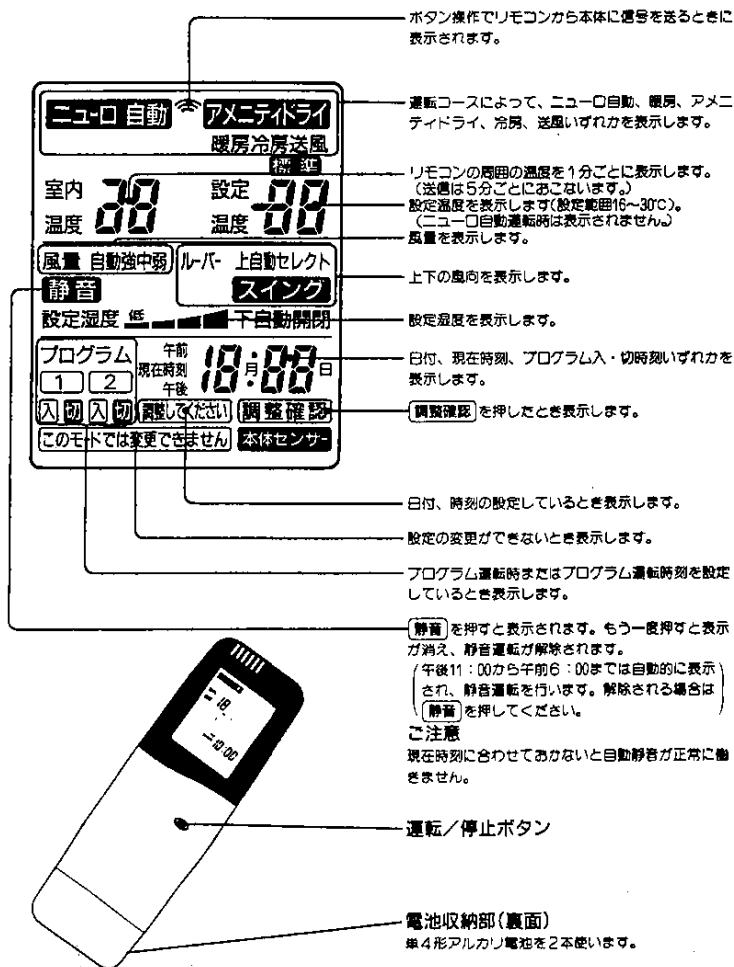 ボタン操作でリモコンから本体に信号を送るときに
表示されます。
ニューロ 自動 アメニティドライ
暖房冷房送風
標準
運転コースによって、ニューロ自動、暖房、アメニ
ティドライ、冷房、送風いずれかを表示します。
室内
温度
88
設定
温度
-88
リモコンの周囲の温度を1分ごとに表示します。
(送信は5分ごとにおこないます。)
設定温度を表示します(設定範囲16〜30℃)。
(ニューロ自動運転時は表示されません。)
風量を表示します。
風量 自動強中弱
静音
ルーバー 上自動セレクト
スイング
上下の風向を表示します。
設定湿度 低 下自動開閉
設定湿度を表示します。
プログラム
1 2
入 切 入 切
午前
現在時刻
午後
18月:88日
日付、現在時刻、プログラム入・切時刻いずれかを
表示します。
調整してください 調整確認
調整確認 を押したとき表示します。
このモードでは変更できません 本体センサー
日付、時刻の設定しているとき表示します。
設定の変更ができないとき表示します。
プログラム運転時またはプログラム運転時刻を設定
しているとき表示します。
静音 を押すと表示されます。もう一度押すと表示
が消え、静音運転が解除されます。
(午後11:00から午前6:00までは自動的に表示
され、静音運転を行います。解除される場合は
静音 を押してください。)
ご注意
現在時刻に合わせておかないと自動静音が正常に働
きません。
18
10:00
運転/停止ボタン
電池収納部(裏面)
単4形アルカリ電池を2本使います。